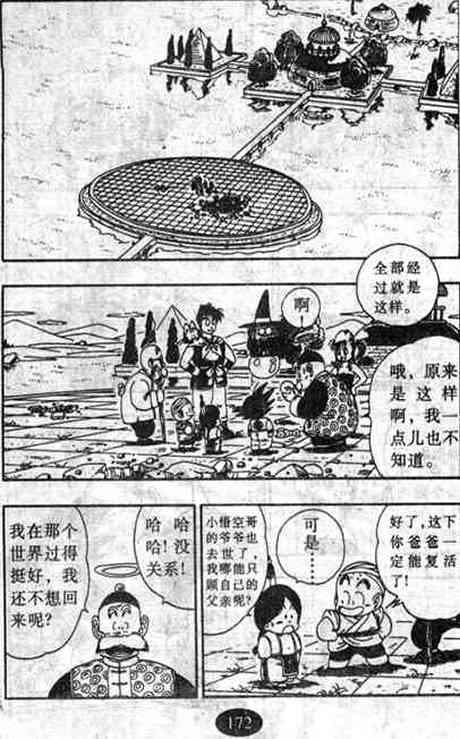 全部经
过就是
这样。
啊
哦，原来
是这样
啊，我一
点儿也不
知道。
好了，这下
你爸爸一
定能复活
了！
可
是……
小悟空哥
的爷爷也
去世了，
我哪能只
顾自己的
父亲呢？
哈哈
哈！没
关系！
我在那个
世界过得
挺好，我
还不想回
来呢？
172